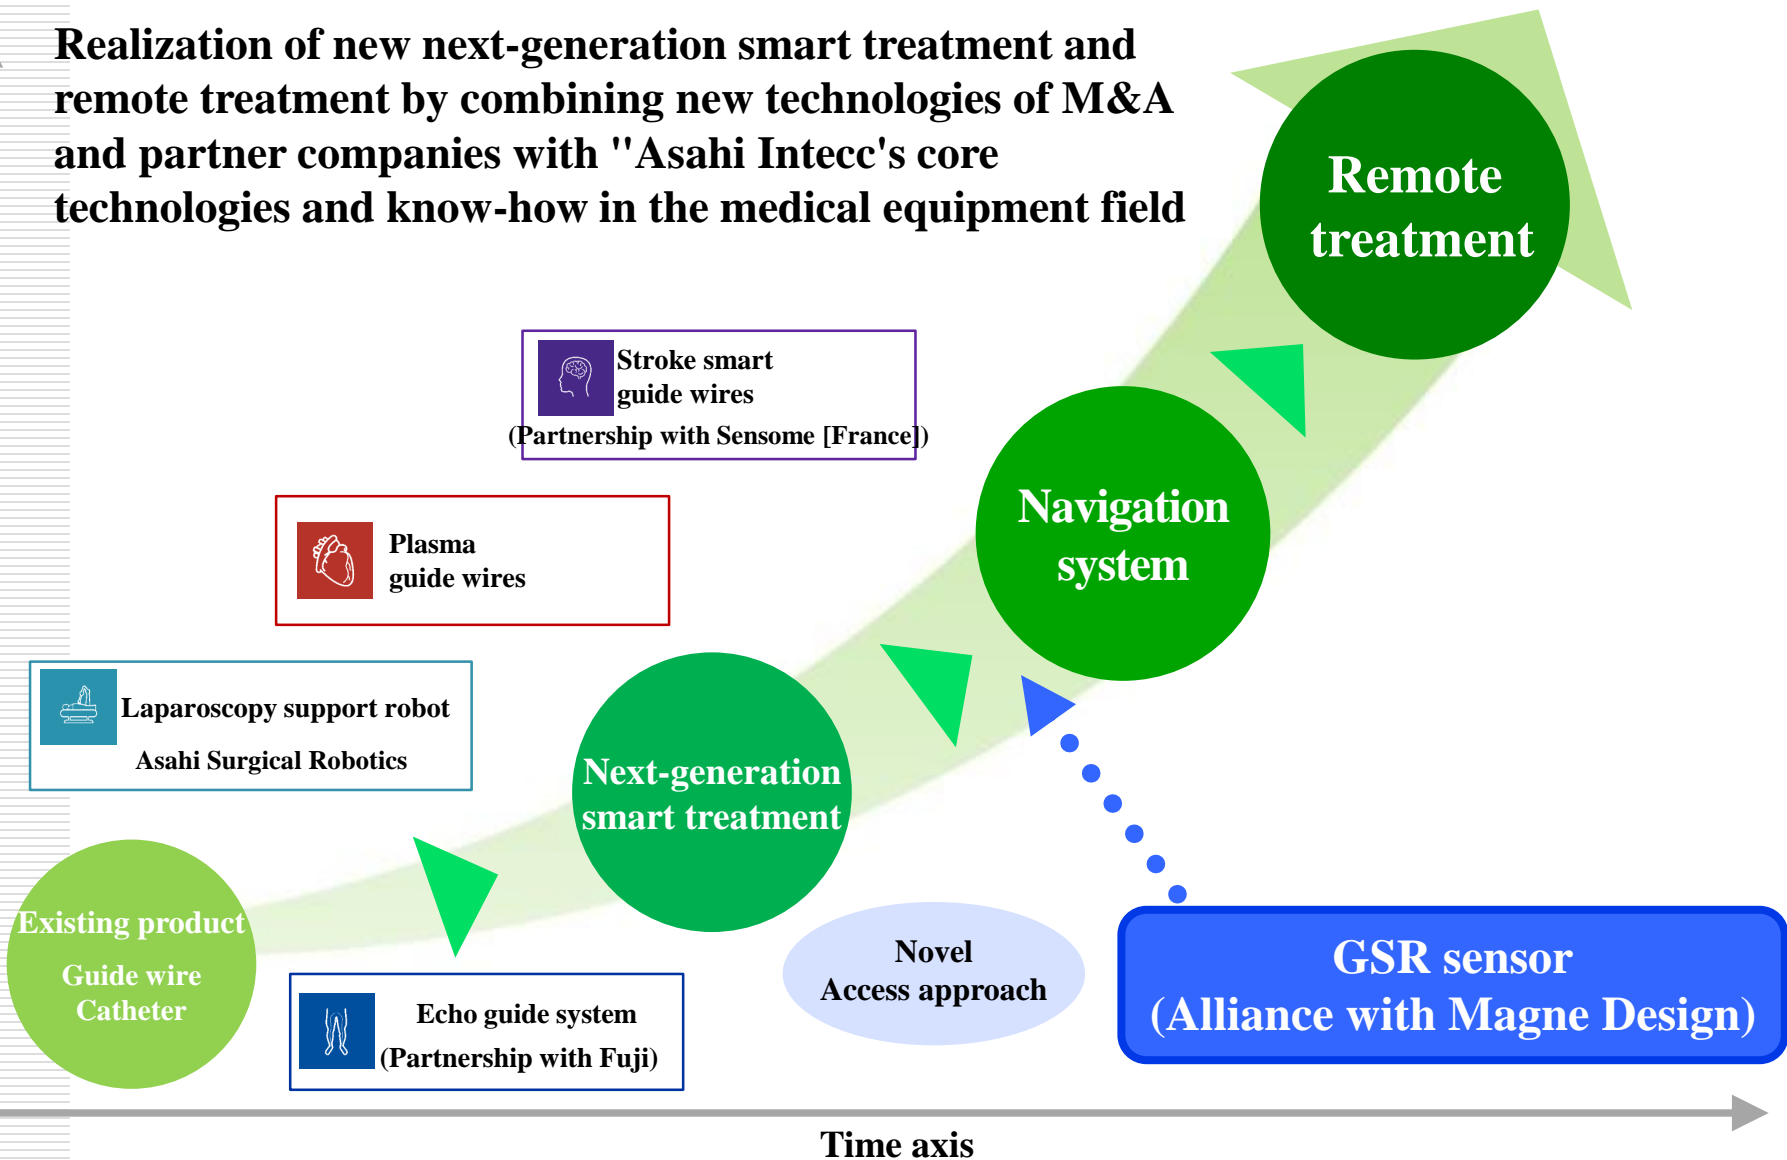 Realization of new next-generation smart treatment and
remote treatment by combining new technologies of M&A
and partner companies with "Asahi Intecc's core
technologies and know-how in the medical equipment field
Remote
treatment
Stroke smart
guide wires
(Partnership with Sensome [France])
Navigation
system
Plasma
guide wires
Laparoscopy support robot
Asahi Surgical Robotics
Next-generation
smart treatment
Existing product
Guide wire
Catheter
Echo guide system
(Partnership with Fuji)
Novel
Access approach
GSR sensor
(Alliance with Magne Design)
Time axis